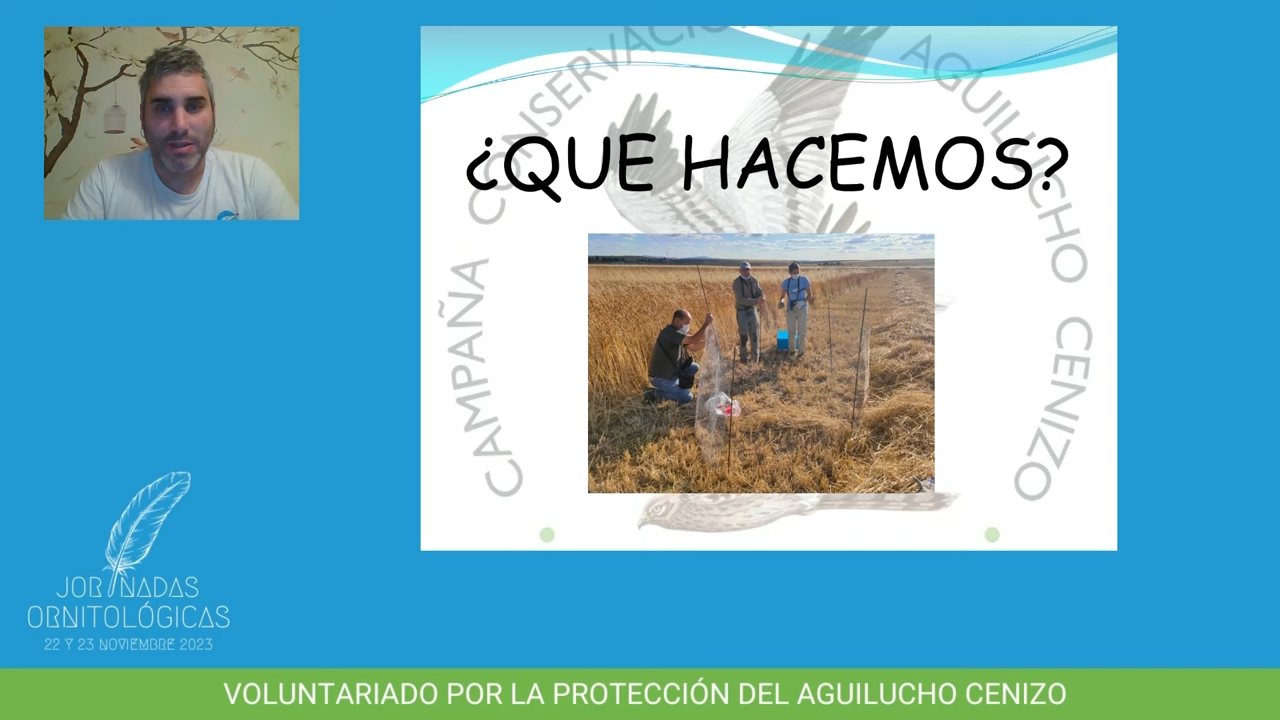 CAMPAÑA CONSERVACIÓN AGUILUCHO CENIZO
¿QUE HACEMOS?
JORNADAS
ORNITOLÓGICAS
22 Y 23 NOVIEMBRE 2023
VOLUNTARIADO POR LA PROTECCIÓN DEL AGUILUCHO CENIZO